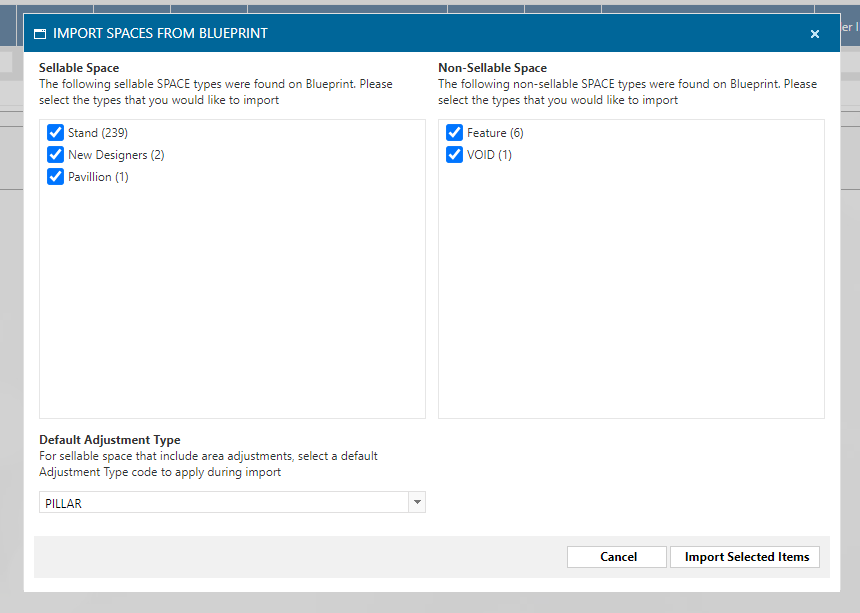 IMPORT SPACES FROM BLUEPRINT
Sellable Space
The following sellable SPACE types were found on Blueprint. Please
select the types that you would like to import
Stand (239)
New Designers (2)
Pavillion (1)
Non-Sellable Space
The following non-sellable SPACE types were found on Blueprint. Please
select the types that you would like to import
Feature (6)
VOID (1)
Default Adjustment Type
For sellable space that include area adjustments, select a default
Adjustment Type code to apply during import
PILLAR
Cancel
Import Selected Items